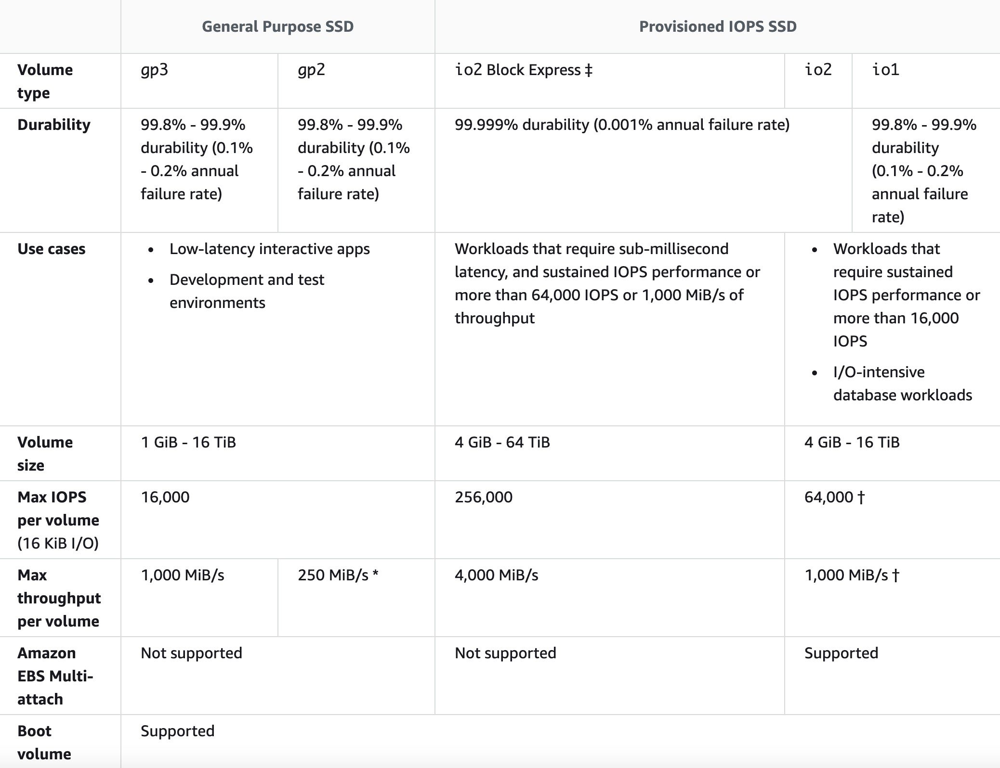 General Purpose SSD
Provisioned IOPS SSD
Volume
type
gp3
gp2
io2 Block Express ‡
io2
io1
Durability
99.8% - 99.9%
durability (0.1%
- 0.2% annual
failure rate)
99.8% - 99.9%
durability (0.1%
- 0.2% annual
failure rate)
99.999% durability (0.001% annual failure rate)
99.8% - 99.9%
durability
(0.1% - 0.2%
annual failure
rate)
Use cases
• Low-latency interactive apps
• Development and test
environments
Workloads that require sub-millisecond
latency, and sustained IOPS performance or
more than 64,000 IOPS or 1,000 MiB/s of
throughput
• Workloads that
require sustained
IOPS performance or
more than 16,000
IOPS
• I/O-intensive
database workloads
Volume
size
1 GiB - 16 TiB
4 GiB - 64 TiB
4 GiB - 16 TiB
Max IOPS
per volume
(16 KiB I/O)
16,000
256,000
64,000 †
Max
throughput
per volume
1,000 MiB/s
250 MiB/s *
4,000 MiB/s
1,000 MiB/s †
Amazon
EBS Multi-
attach
Not supported
Not supported
Supported
Boot
volume
Supported